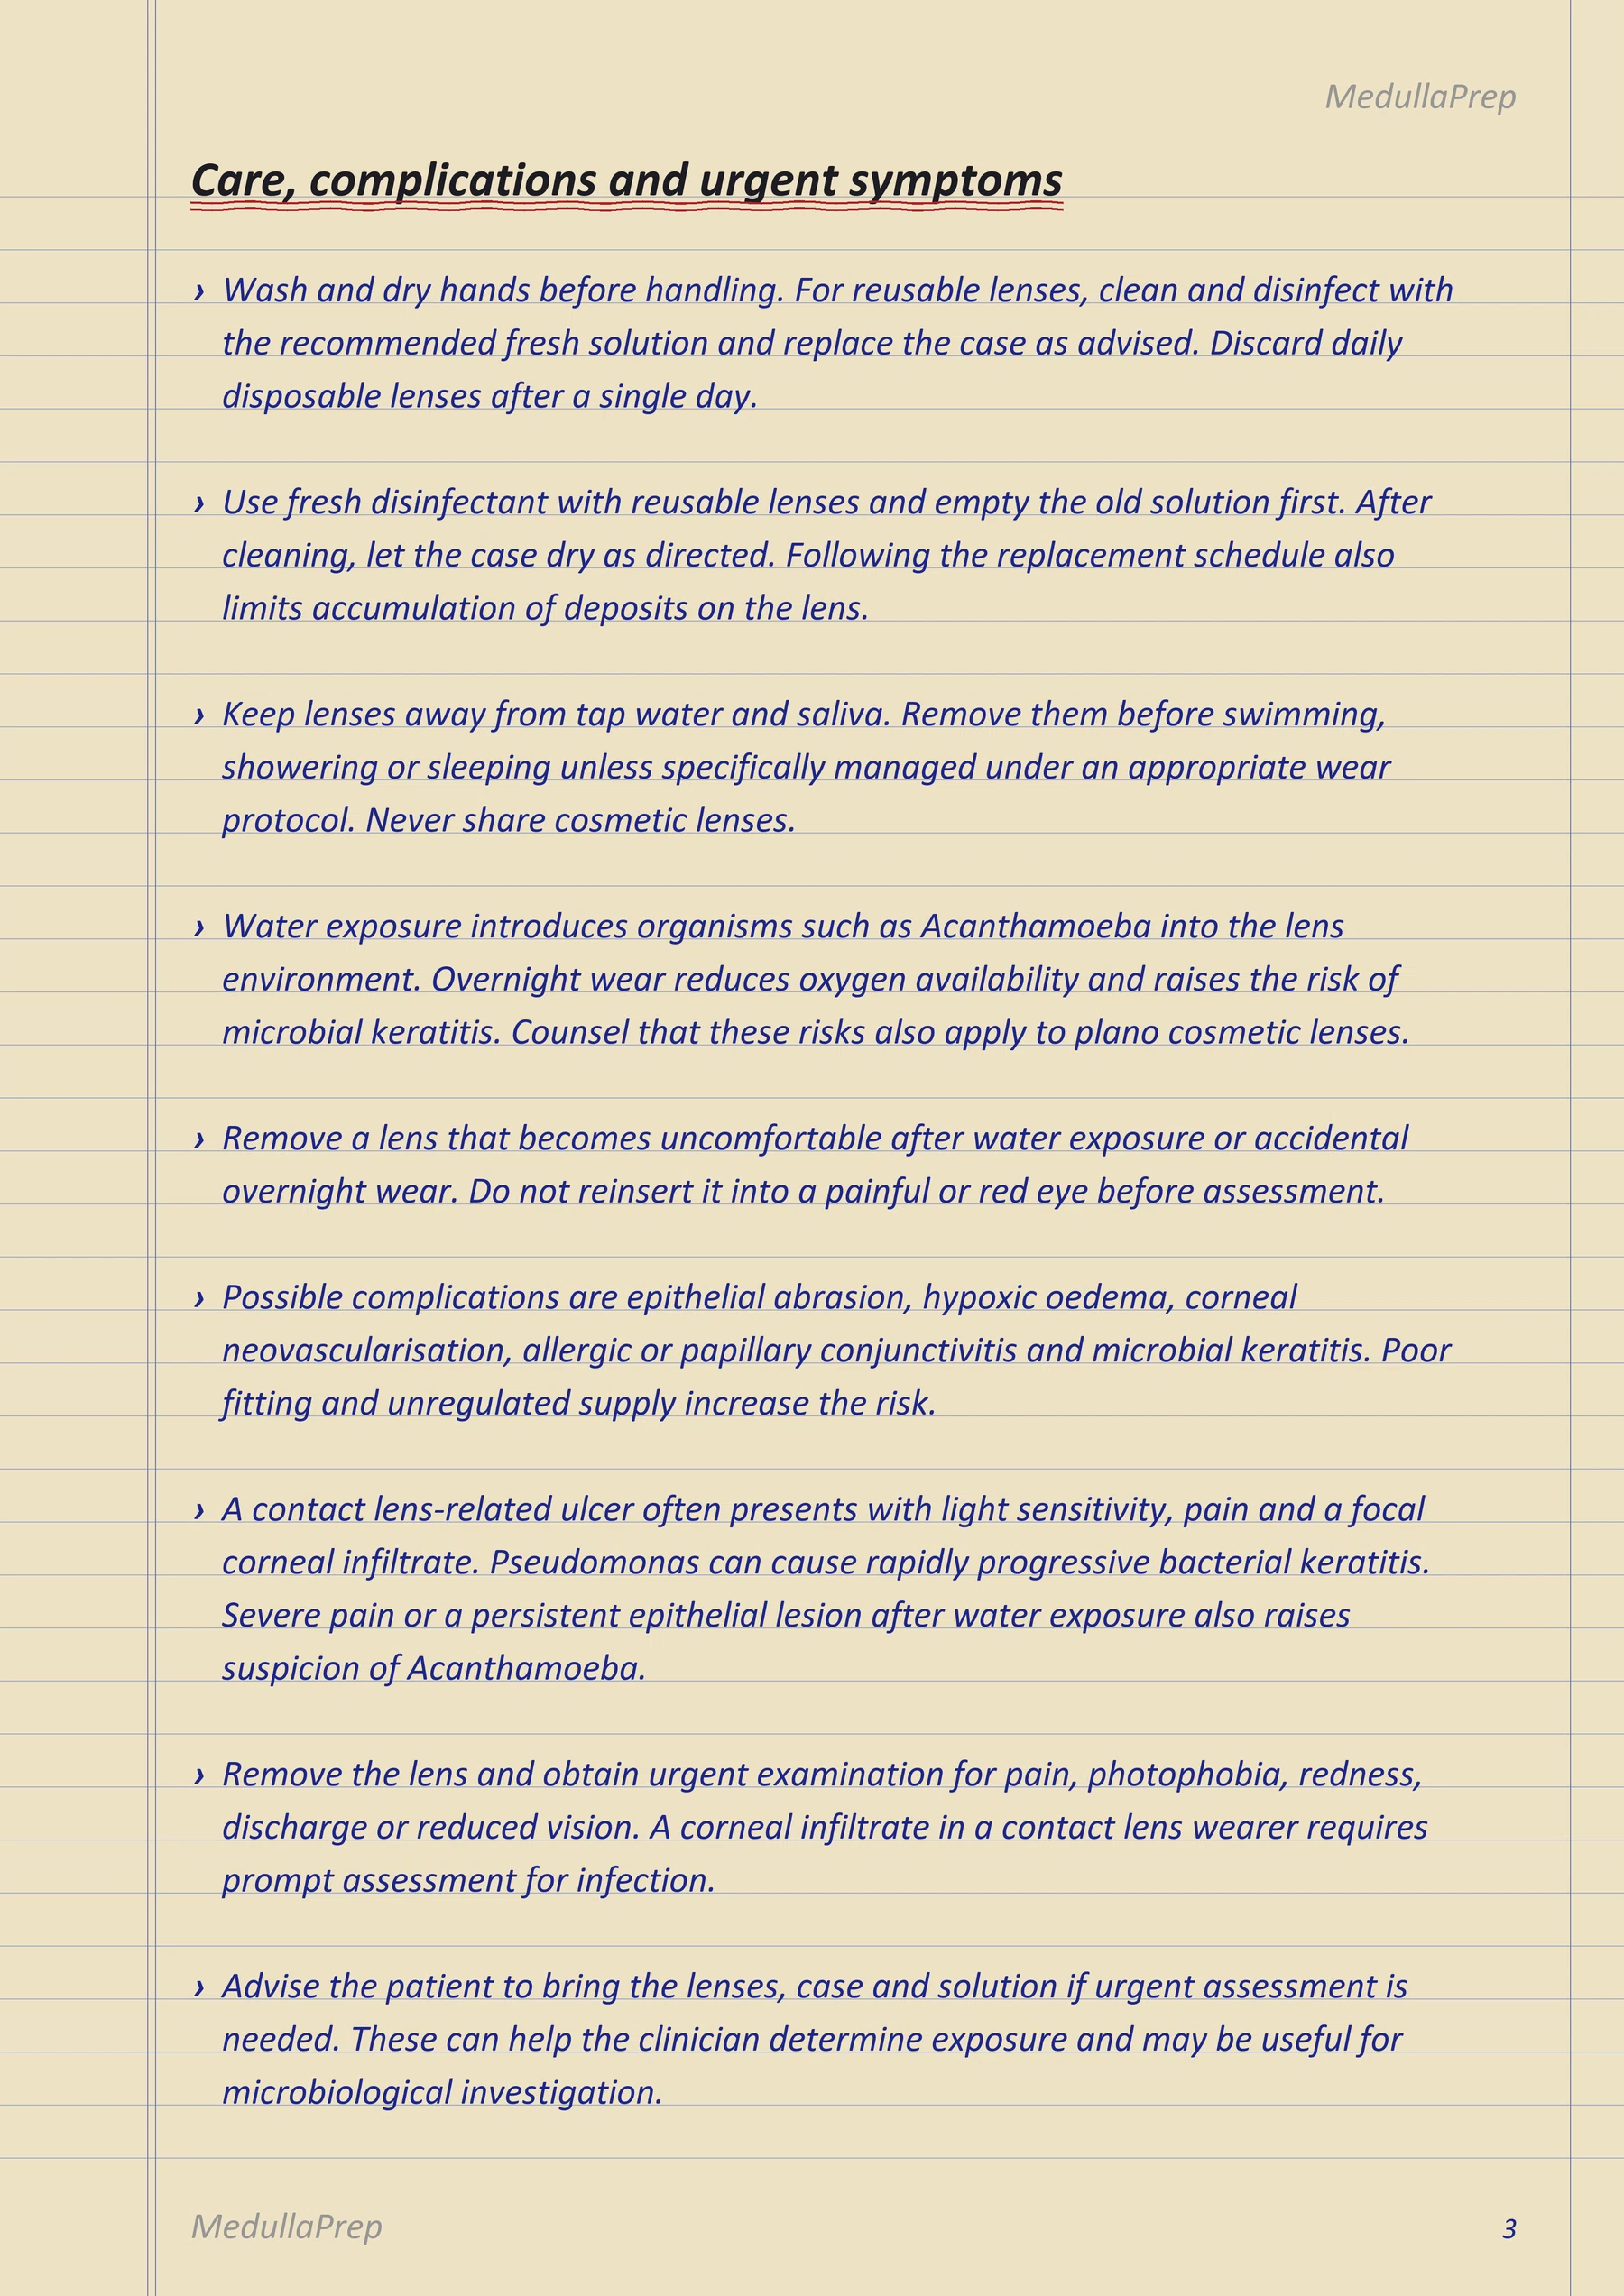 MedullaPrep
Care, complications and urgent symptoms
› Wash and dry hands before handling. For reusable lenses, clean and disinfect with
the recommended fresh solution and replace the case as advised. Discard daily
disposable lenses after a single day.
› Use fresh disinfectant with reusable lenses and empty the old solution first. After
cleaning, let the case dry as directed. Following the replacement schedule also
limits accumulation of deposits on the lens.
› Keep lenses away from tap water and saliva. Remove them before swimming,
showering or sleeping unless specifically managed under an appropriate wear
protocol. Never share cosmetic lenses.
› Water exposure introduces organisms such as Acanthamoeba into the lens
environment. Overnight wear reduces oxygen availability and raises the risk of
microbial keratitis. Counsel that these risks also apply to plano cosmetic lenses.
› Remove a lens that becomes uncomfortable after water exposure or accidental
overnight wear. Do not reinsert it into a painful or red eye before assessment.
› Possible complications are epithelial abrasion, hypoxic oedema, corneal
neovascularisation, allergic or papillary conjunctivitis and microbial keratitis. Poor
fitting and unregulated supply increase the risk.
› A contact lens-related ulcer often presents with light sensitivity, pain and a focal
corneal infiltrate. Pseudomonas can cause rapidly progressive bacterial keratitis.
Severe pain or a persistent epithelial lesion after water exposure also raises
suspicion of Acanthamoeba.
› Remove the lens and obtain urgent examination for pain, photophobia, redness,
discharge or reduced vision. A corneal infiltrate in a contact lens wearer requires
prompt assessment for infection.
› Advise the patient to bring the lenses, case and solution if urgent assessment is
needed. These can help the clinician determine exposure and may be useful for
microbiological investigation.
MedullaPrep
3